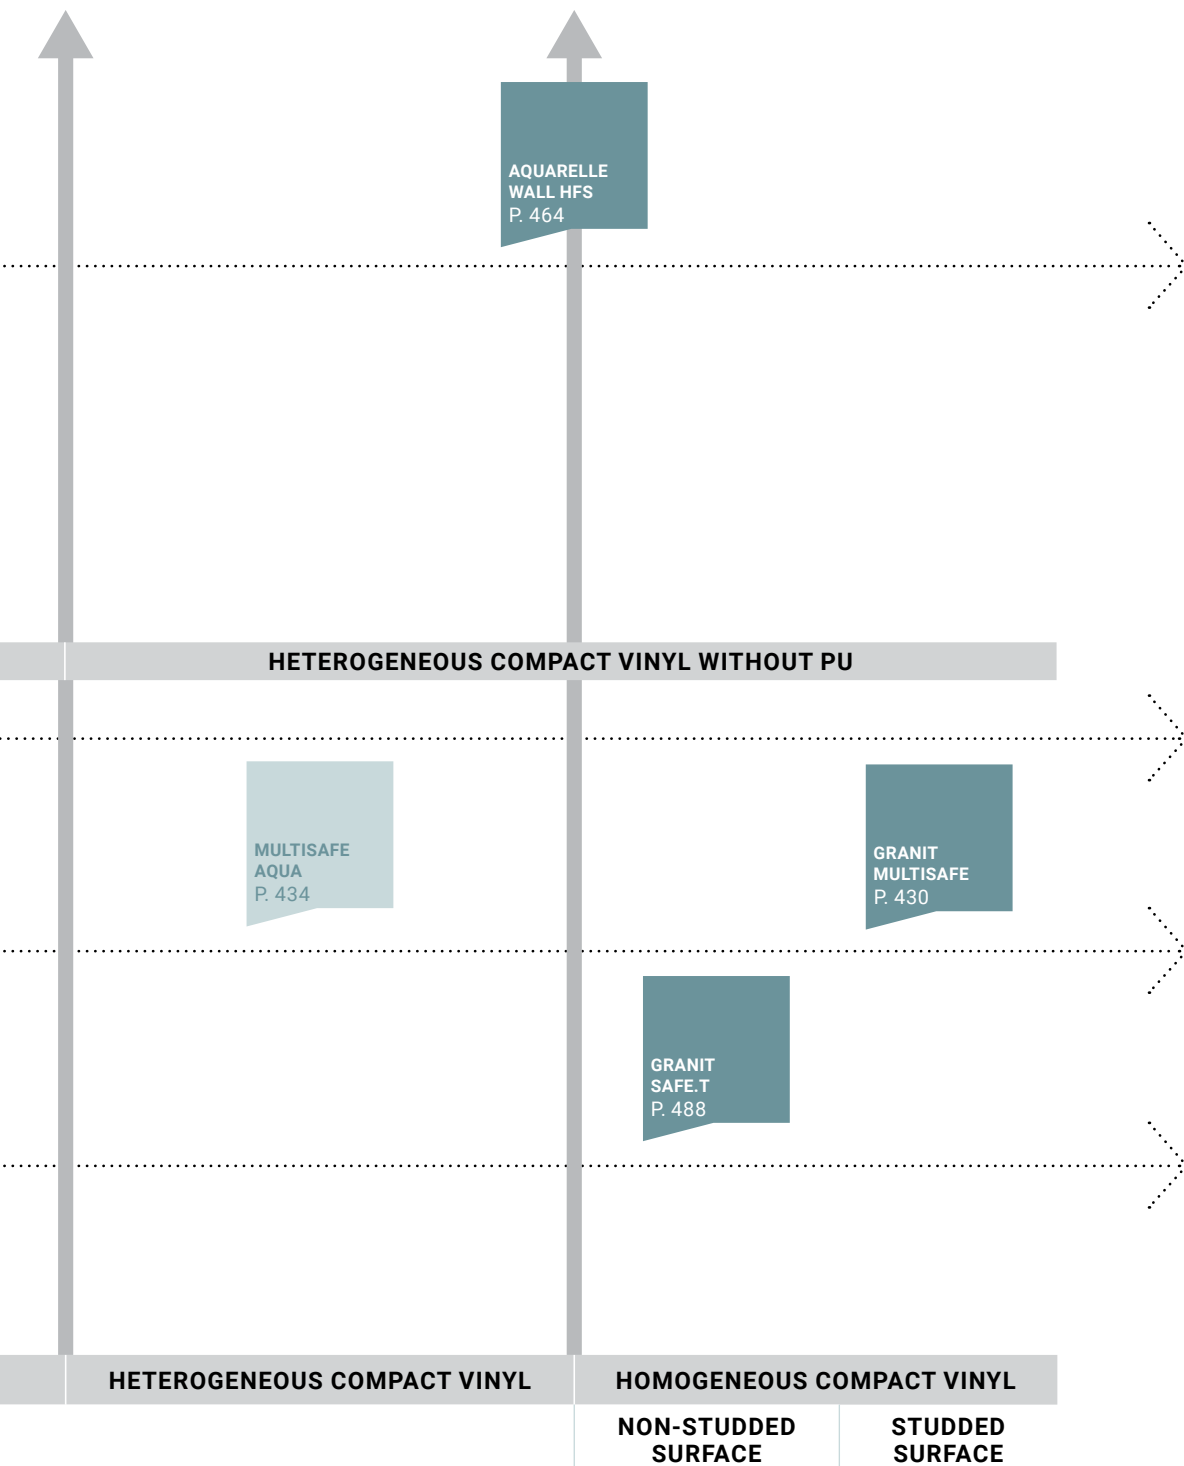 AQUARELLE
WALL HFS
P. 464
HETEROGENEOUS COMPACT VINYL WITHOUT PU
MULTISAFE
AQUA
P. 434
GRANIT
MULTISAFE
P. 430
GRANIT
SAFE.T
P. 488
HETEROGENEOUS COMPACT VINYL
HOMOGENEOUS COMPACT VINYL
NON-STUDDED
SURFACE
STUDDED
SURFACE